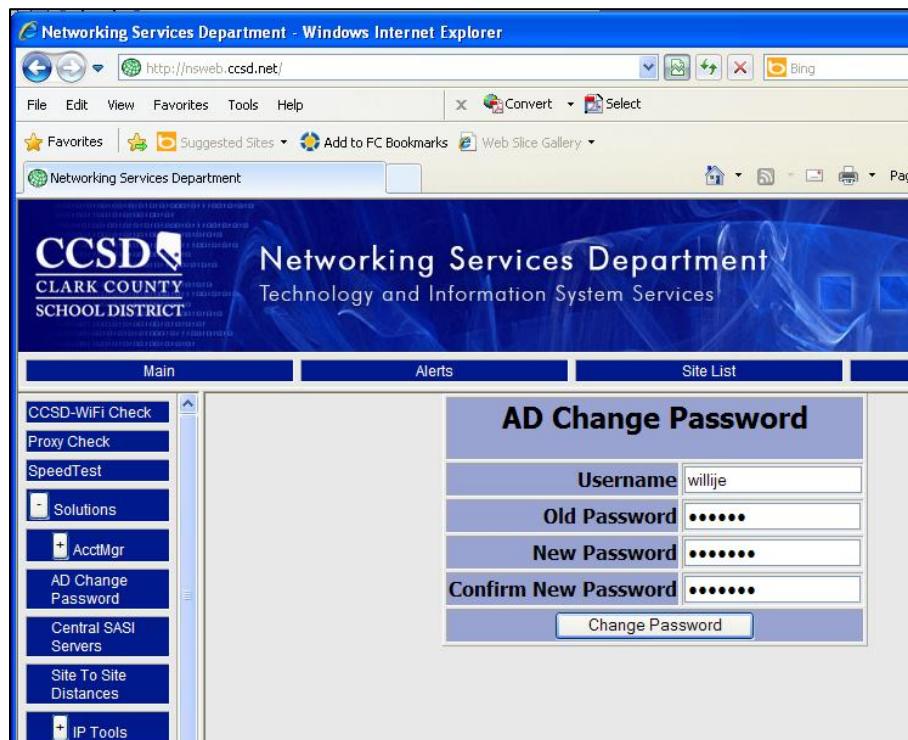 Networking Services Department - Windows Internet Explorer
http://nsweb.ccsd.net/
Bing
File Edit View Favorites Tools Help
Convert Select
Favorites Suggested Sites Add to FC Bookmarks Web Slice Gallery
Networking Services Department
CCSD
CLARK COUNTY
SCHOOL DISTRICT
Networking Services Department
Technology and Information System Services
Main Alerts Site List
CCSD-WiFi Check
Proxy Check
SpeedTest
- Solutions
+ AcctMgr
AD Change
Password
Central SASI
Servers
Site To Site
Distances
+ IP Tools
AD Change Password
Username willije
Old Password ••••••
New Password •••••••
Confirm New Password •••••••
Change Password